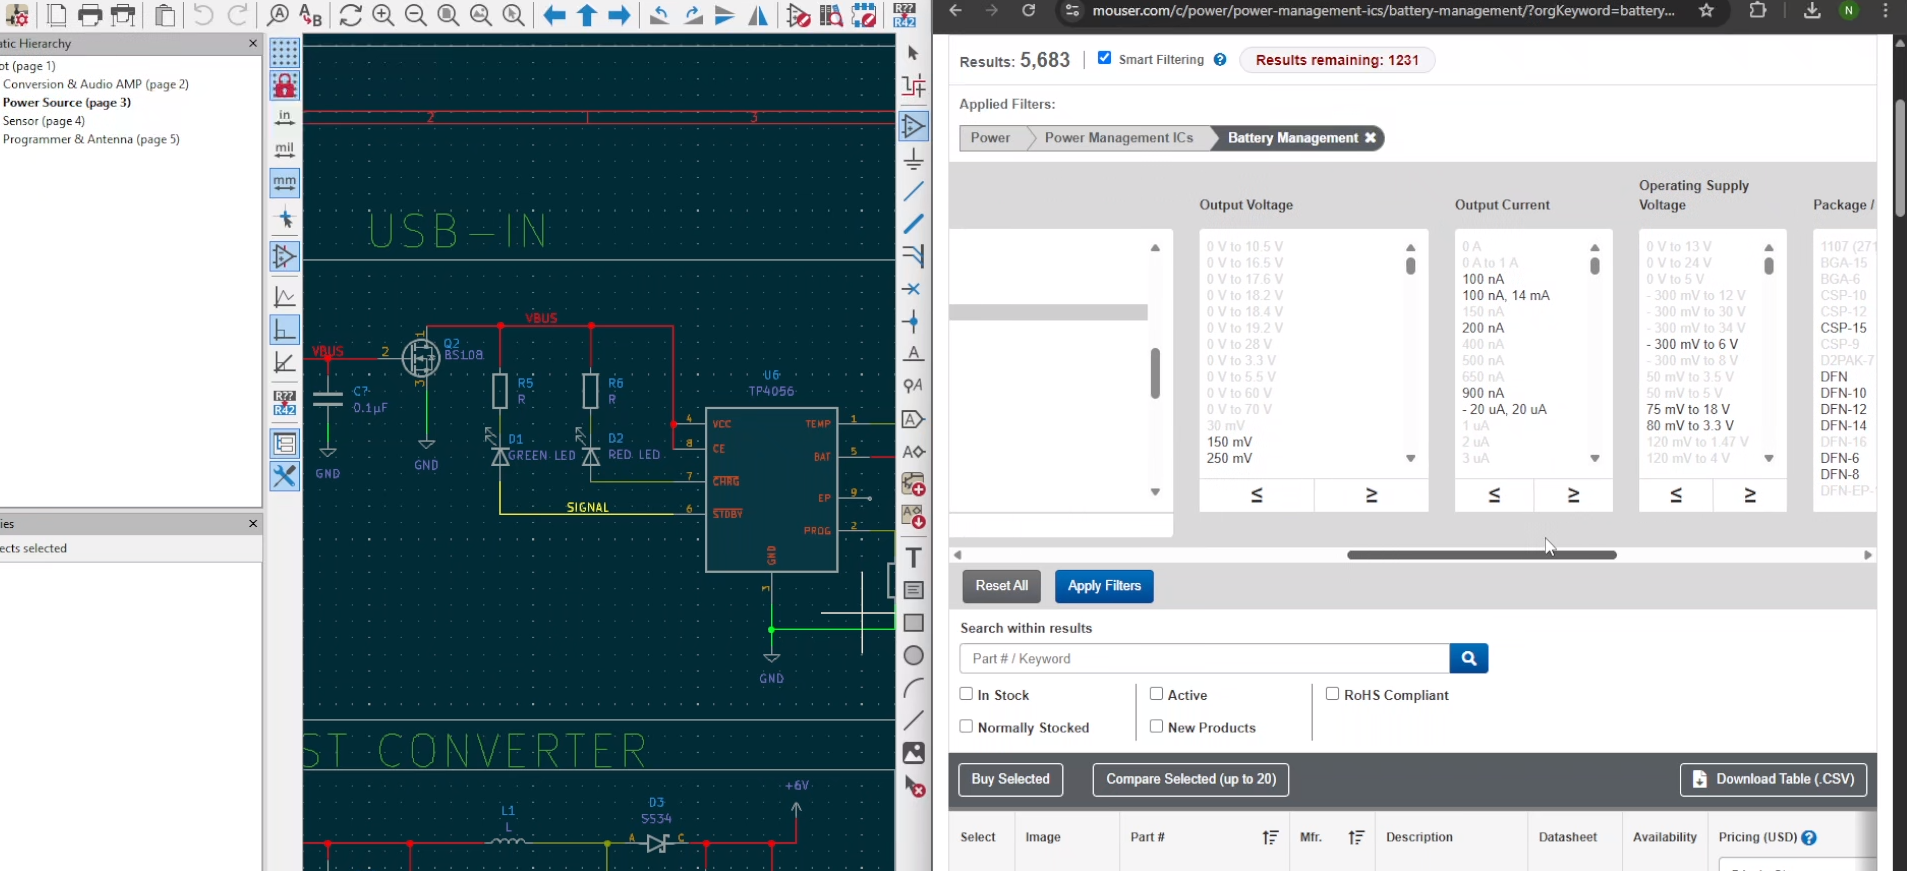 tic Hierarchy
ot (page 1)
Conversion & Audio AMP (page 2)
Power Source (page 3)
Sensor (page 4)
Programmer & Antenna (page 5)
ies
ects selected
in
mil
mm
R??
R42
R??
R42
2
3
USB-IN
VBUS
VBUS
2
1
3
Q2
BS108
C?
0.1µF
GND
GND
R5
R
R6
R
D1
GREEN LED
D2
RED LED
SIGNAL
U6
TP4056
4
VCC
8
CE
7
CHRG
6
STDBY
TEMP
1
BAT
5
EP
9
PROG
2
GND
3
GND
ST CONVERTER
L1
L
D3
5534
A
C
+6V
mouser.com/c/power/power-management-ics/battery-management/?orgKeyword=battery...
N
Results: 5,683
Smart Filtering
Results remaining: 1231
Applied Filters:
Power
Power Management ICs
Battery Management
Output Voltage
0 V to 10.5 V
0 V to 16.5 V
0 V to 17.6 V
0 V to 18.2 V
0 V to 18.4 V
0 V to 19.2 V
0 V to 28 V
0 V to 3.3 V
0 V to 5.5 V
0 V to 60 V
0 V to 70 V
30 mV
150 mV
250 mV
≤ ≥
Output Current
0 A
0 A to 1 A
100 nA
100 nA, 14 mA
150 nA
200 nA
400 nA
500 nA
650 nA
900 nA
- 20 uA, 20 uA
1 uA
2 uA
3 uA
≤ ≥
Operating Supply
Voltage
0 V to 13 V
0 V to 24 V
0 V to 5 V
- 300 mV to 12 V
- 300 mV to 30 V
- 300 mV to 34 V
- 300 mV to 6 V
- 300 mV to 8 V
50 mV to 3.5 V
50 mV to 5 V
75 mV to 18 V
80 mV to 3.3 V
120 mV to 1.47 V
120 mV to 4 V
≤ ≥
Package /
1107 (271
BGA-15
BGA-6
CSP-10
CSP-12
CSP-15
CSP-9
D2PAK-7
DFN
DFN-10
DFN-12
DFN-14
DFN-16
DFN-6
DFN-8
DFN-EP-
Reset All
Apply Filters
Search within results
Part # / Keyword
In Stock
Active
RoHS Compliant
Normally Stocked
New Products
Buy Selected
Compare Selected (up to 20)
Download Table (.CSV)
Select
Image
Part #
Mfr.
Description
Datasheet
Availability
Pricing (USD)